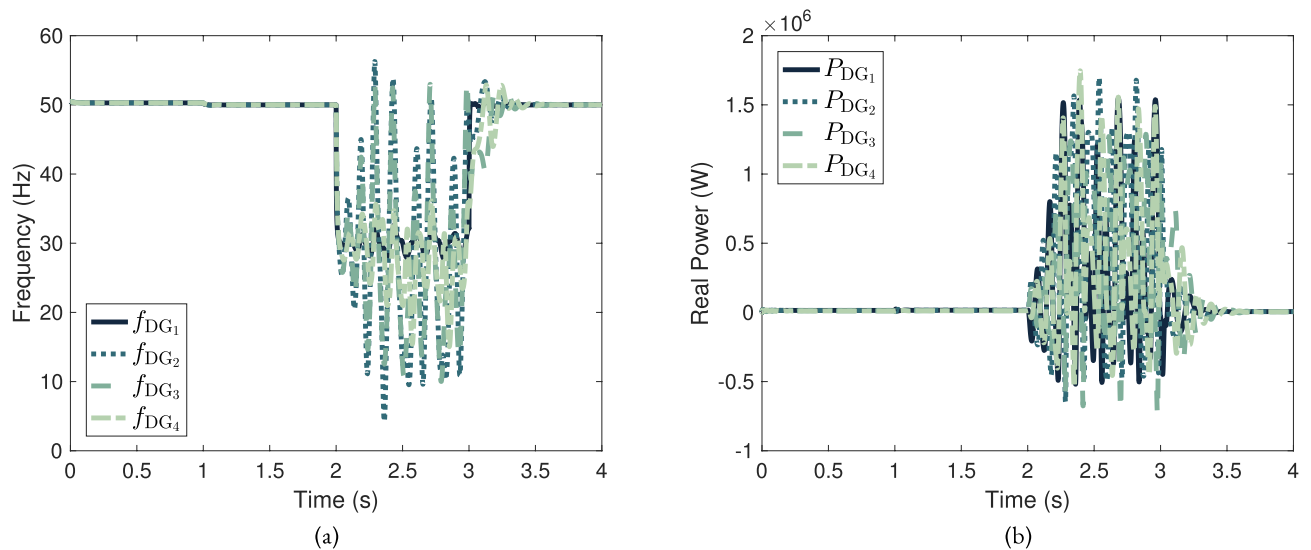 60
50
40
30
20
10
0
Frequency (Hz)
f_DG₁
f_DG₂
f_DG₃
f_DG₄
0 0.5 1 1.5 2 2.5 3 3.5 4
Time (s)
(a)
×10⁶
2
1.5
1
0.5
0
-0.5
-1
Real Power (W)
P_DG₁
P_DG₂
P_DG₃
P_DG₄
0 0.5 1 1.5 2 2.5 3 3.5 4
Time (s)
(b)